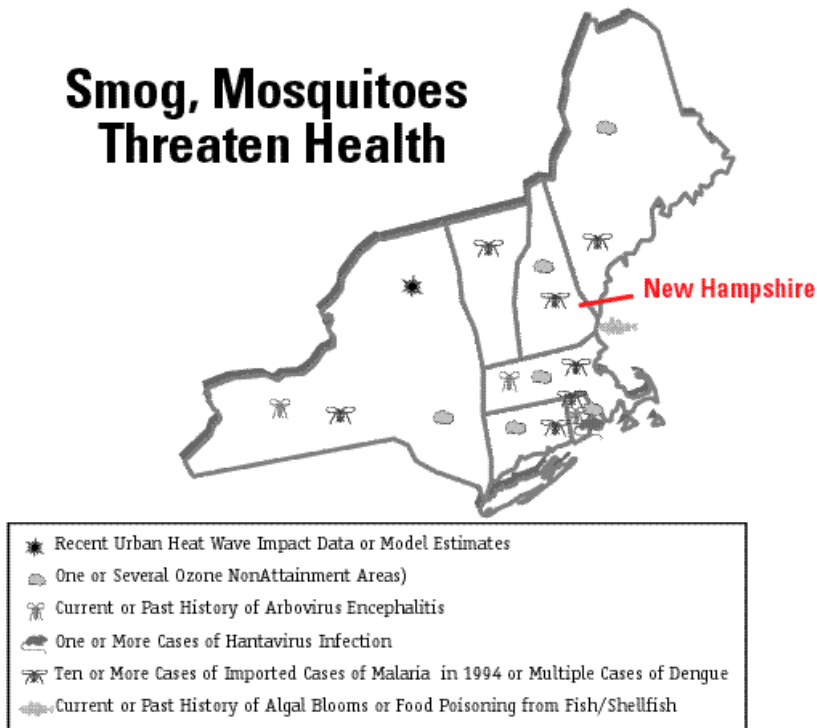 Smog, Mosquitoes
Threaten Health
New Hampshire
Recent Urban Heat Wave Impact Data or Model Estimates
One or Several Ozone NonAttainment Areas)
Current or Past History of Arbovirus Encephalitis
One or More Cases of Hantavirus Infection
Ten or More Cases of Imported Cases of Malaria in 1994 or Multiple Cases of Dengue
Current or Past History of Algal Blooms or Food Poisoning from Fish/Shellfish